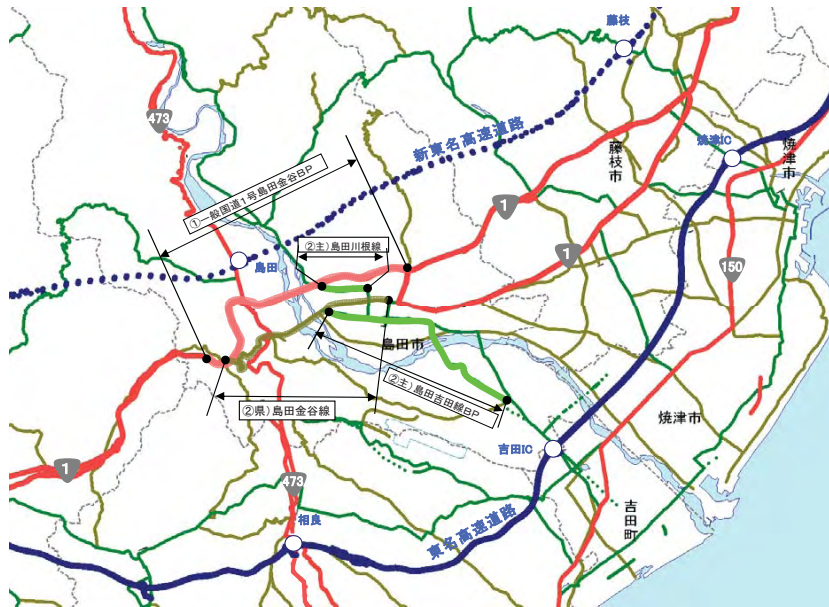 藤枝
473
新東名高速道路
藤枝市
焼津IC
焼津市
①一般国道1号島田金谷BP
1
②主)島田川根線
島田
1
150
島田市
②主)島田吉田線BP
②県)島田金谷線
焼津市
吉田IC
1
473
吉田町
相良
東名高速道路